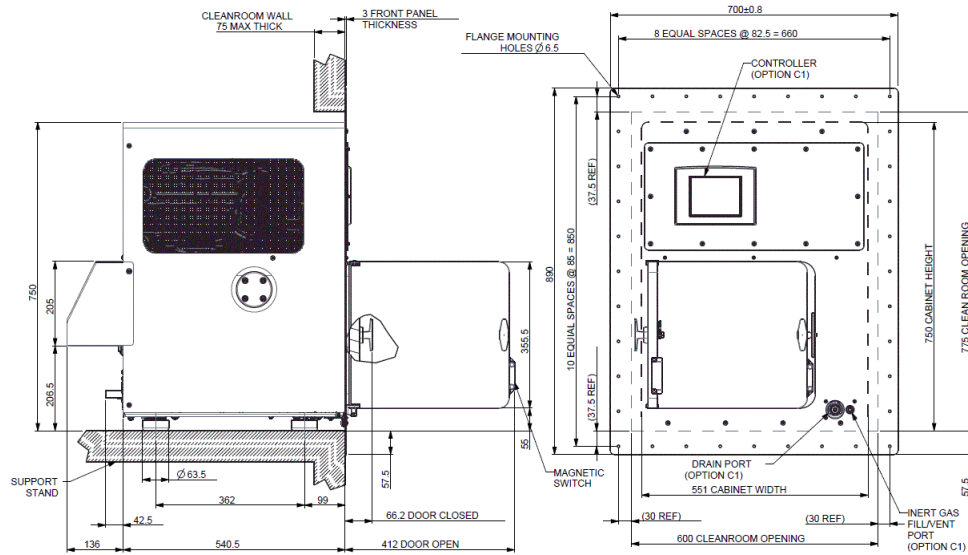 CLEANROOM WALL
75 MAX THICK
3 FRONT PANEL
THICKNESS
700±0.8
FLANGE MOUNTING
HOLES Ø 6.5
8 EQUAL SPACES @ 82.5 = 660
CONTROLLER
(OPTION C1)
750
205
206.5
355.5
55
57.5
890
10 EQUIAL SPACES @ 85 = 850
(37.5 REF)
(37.5 REF)
750 CABINET HEIGHT
775 CLEAN ROOM OPENING
57.5
SUPPORT
STAND
Ø 63.5
362
99
42.5
136
540.5
66.2 DOOR CLOSED
412 DOOR OPEN
MAGNETIC
SWITCH
DRAIN PORT
(OPTION C1)
551 CABINET WIDTH
(30 REF)
(30 REF)
600 CLEANROOM OPENING
INERT GAS
FILL/VENT
PORT
(OPTION C1)